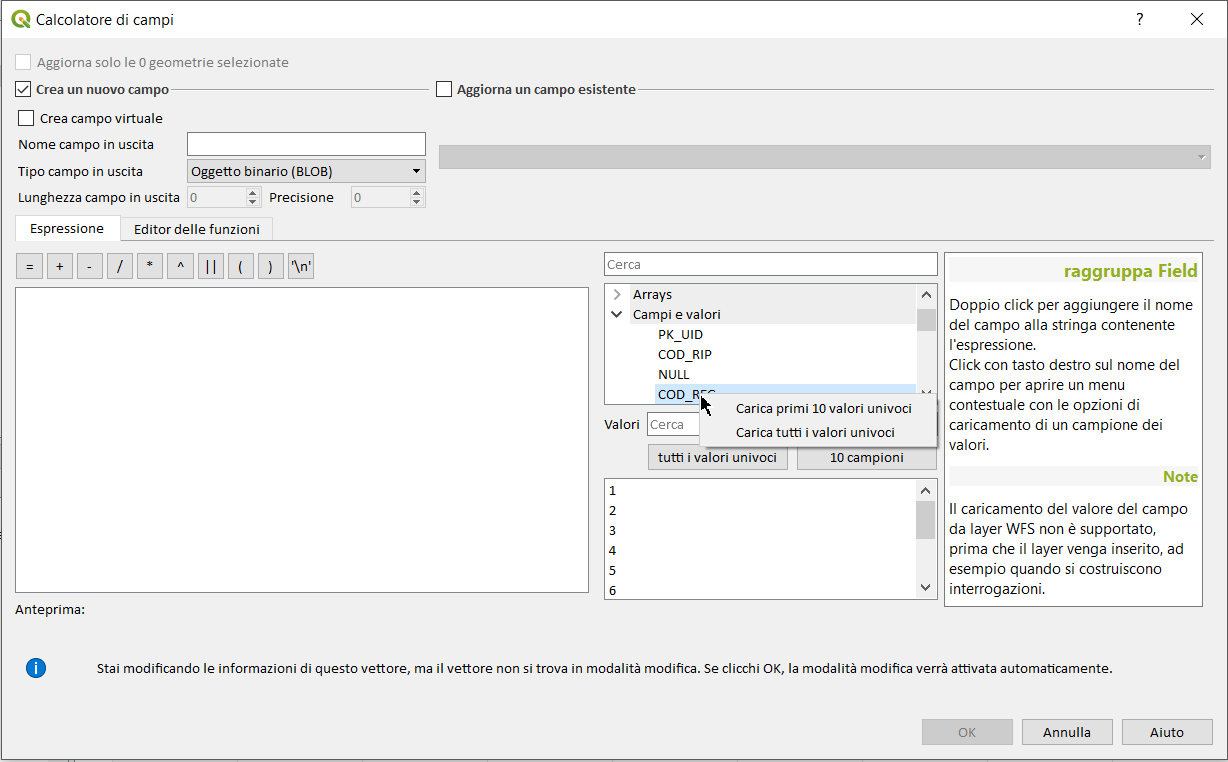 Calcolatore di campi
?
Aggiorna solo le 0 geometrie selezionate
Crea un nuovo campo
Aggiorna un campo esistente
Crea campo virtuale
Nome campo in uscita
Tipo campo in uscita
Oggetto binario (BLOB)
Lunghezza campo in uscita
0
Precisione
0
Espressione
Editor delle funzioni
= + - / * ^ || ( ) '\n'
Cerca
Arrays
Campi e valori
PK_UID
COD_RIP
NULL
COD_REG
Carica primi 10 valori univoci
Carica tutti i valori univoci
Valori
Cerca
tutti i valori univoci
10 campioni
1
2
3
4
5
6
raggruppa Field
Doppio click per aggiungere il nome
del campo alla stringa contenente
l'espressione.
Click con tasto destro sul nome del
campo per aprire un menu
contestuale con le opzioni di
caricamento di un campione dei
valori.
Note
Il caricamento del valore del campo
da layer WFS non è supportato,
prima che il layer venga inserito, ad
esempio quando si costruiscono
interrogazioni.
Anteprima:
Stai modificando le informazioni di questo vettore, ma il vettore non si trova in modalità modifica. Se clicchi OK, la modalità modifica verrà attivata automaticamente.
OK
Annulla
Aiuto